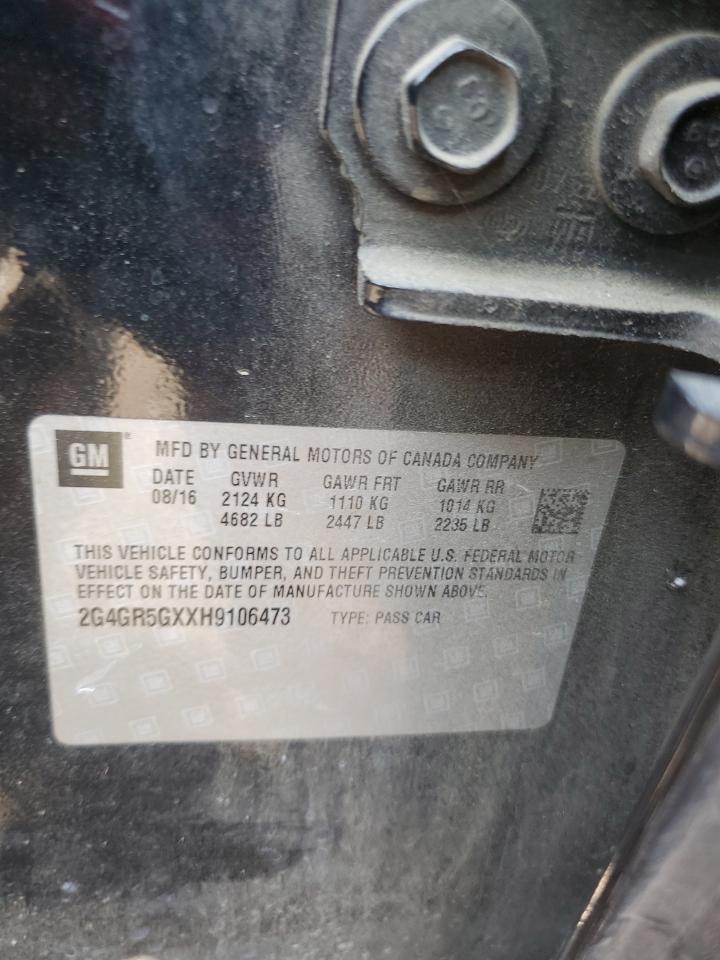 GM
MFD BY GENERAL MOTORS OF CANADA COMPANY
DATE GVWR GAWR FRT GAWR RR
08/16 2124 KG 1110 KG 1014 KG
4682 LB 2447 LB 2235 LB
THIS VEHICLE CONFORMS TO ALL APPLICABLE U.S. FEDERAL MOTOR
VEHICLE SAFETY, BUMPER, AND THEFT PREVENTION STANDARDS IN
EFFECT ON THE DATE OF MANUFACTURE SHOWN ABOVE.
2G4GR5GXXH9106473 TYPE: PASS CAR